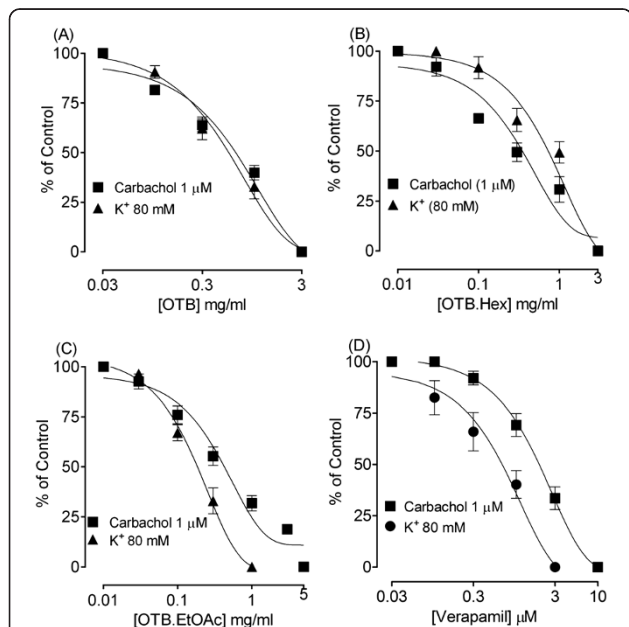 (A)
100
75
50
25
0
% of Control
Carbachol 1 μM
K⁺ 80 mM
0.03 0.3 3
[OTB] mg/ml
(B)
100
75
50
25
0
% of Control
Carbachol (1 μM)
K⁺ (80 mM)
0.01 0.1 1 3
[OTB.Hex] mg/ml
(C)
100
75
50
25
0
% of Control
Carbachol 1 μM
K⁺ 80 mM
0.01 0.1 1 5
[OTB.EtOAc] mg/ml
(D)
100
75
50
25
0
% of Control
Carbachol 1 μM
K⁺ 80 mM
0.03 0.3 3 10
[Verapamil] μM